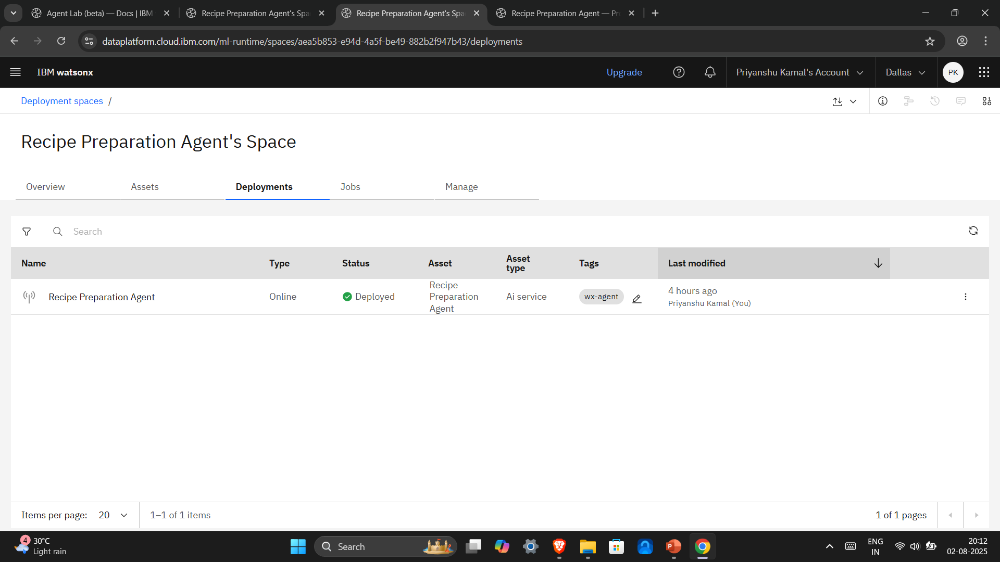 Agent Lab (beta) — Docs | IBM
Recipe Preparation Agent's Spa
Recipe Preparation Agent's Spa
Recipe Preparation Agent — Pr
dataplatform.cloud.ibm.com/ml-runtime/spaces/aea5b853-e94d-4a5f-be49-882b2f947b43/deployments
IBM watsonx
Upgrade
Priyanshu Kamal's Account
Dallas
PK
Deployment spaces /
Recipe Preparation Agent's Space
Overview
Assets
Deployments
Jobs
Manage
Search
Name
Type
Status
Asset
Asset
type
Tags
Last modified
Recipe Preparation Agent
Online
Deployed
Recipe
Preparation
Agent
Ai service
wx-agent
4 hours ago
Priyanshu Kamal (You)
Items per page: 20
1–1 of 1 items
1 of 1 pages
4
30°C
Light rain
Search
ENG
IN
20:12
02-08-2025